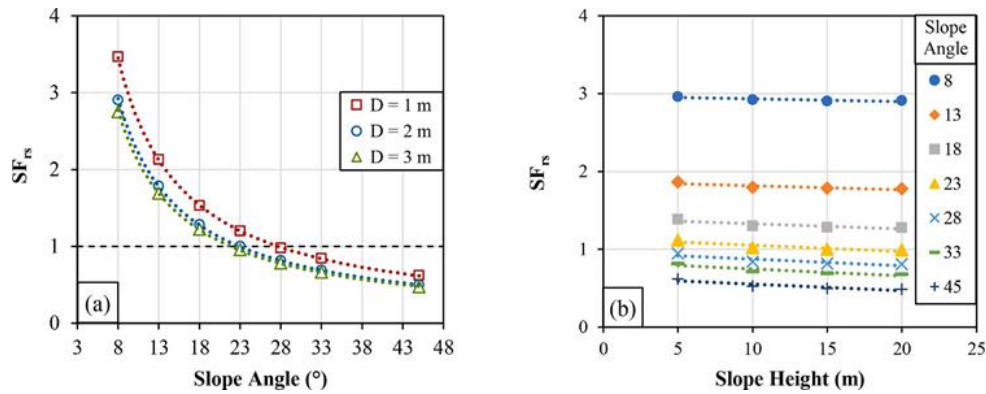 4
3
2
1
0
SF_rs
3 8 13 18 23 28 33 38 43 48
Slope Angle (°)
D = 1 m
D = 2 m
D = 3 m
(a)
4
3
2
1
0
SF_rs
0 5 10 15 20 25
Slope Height (m)
(b)
Slope
Angle
8
13
18
23
28
33
45